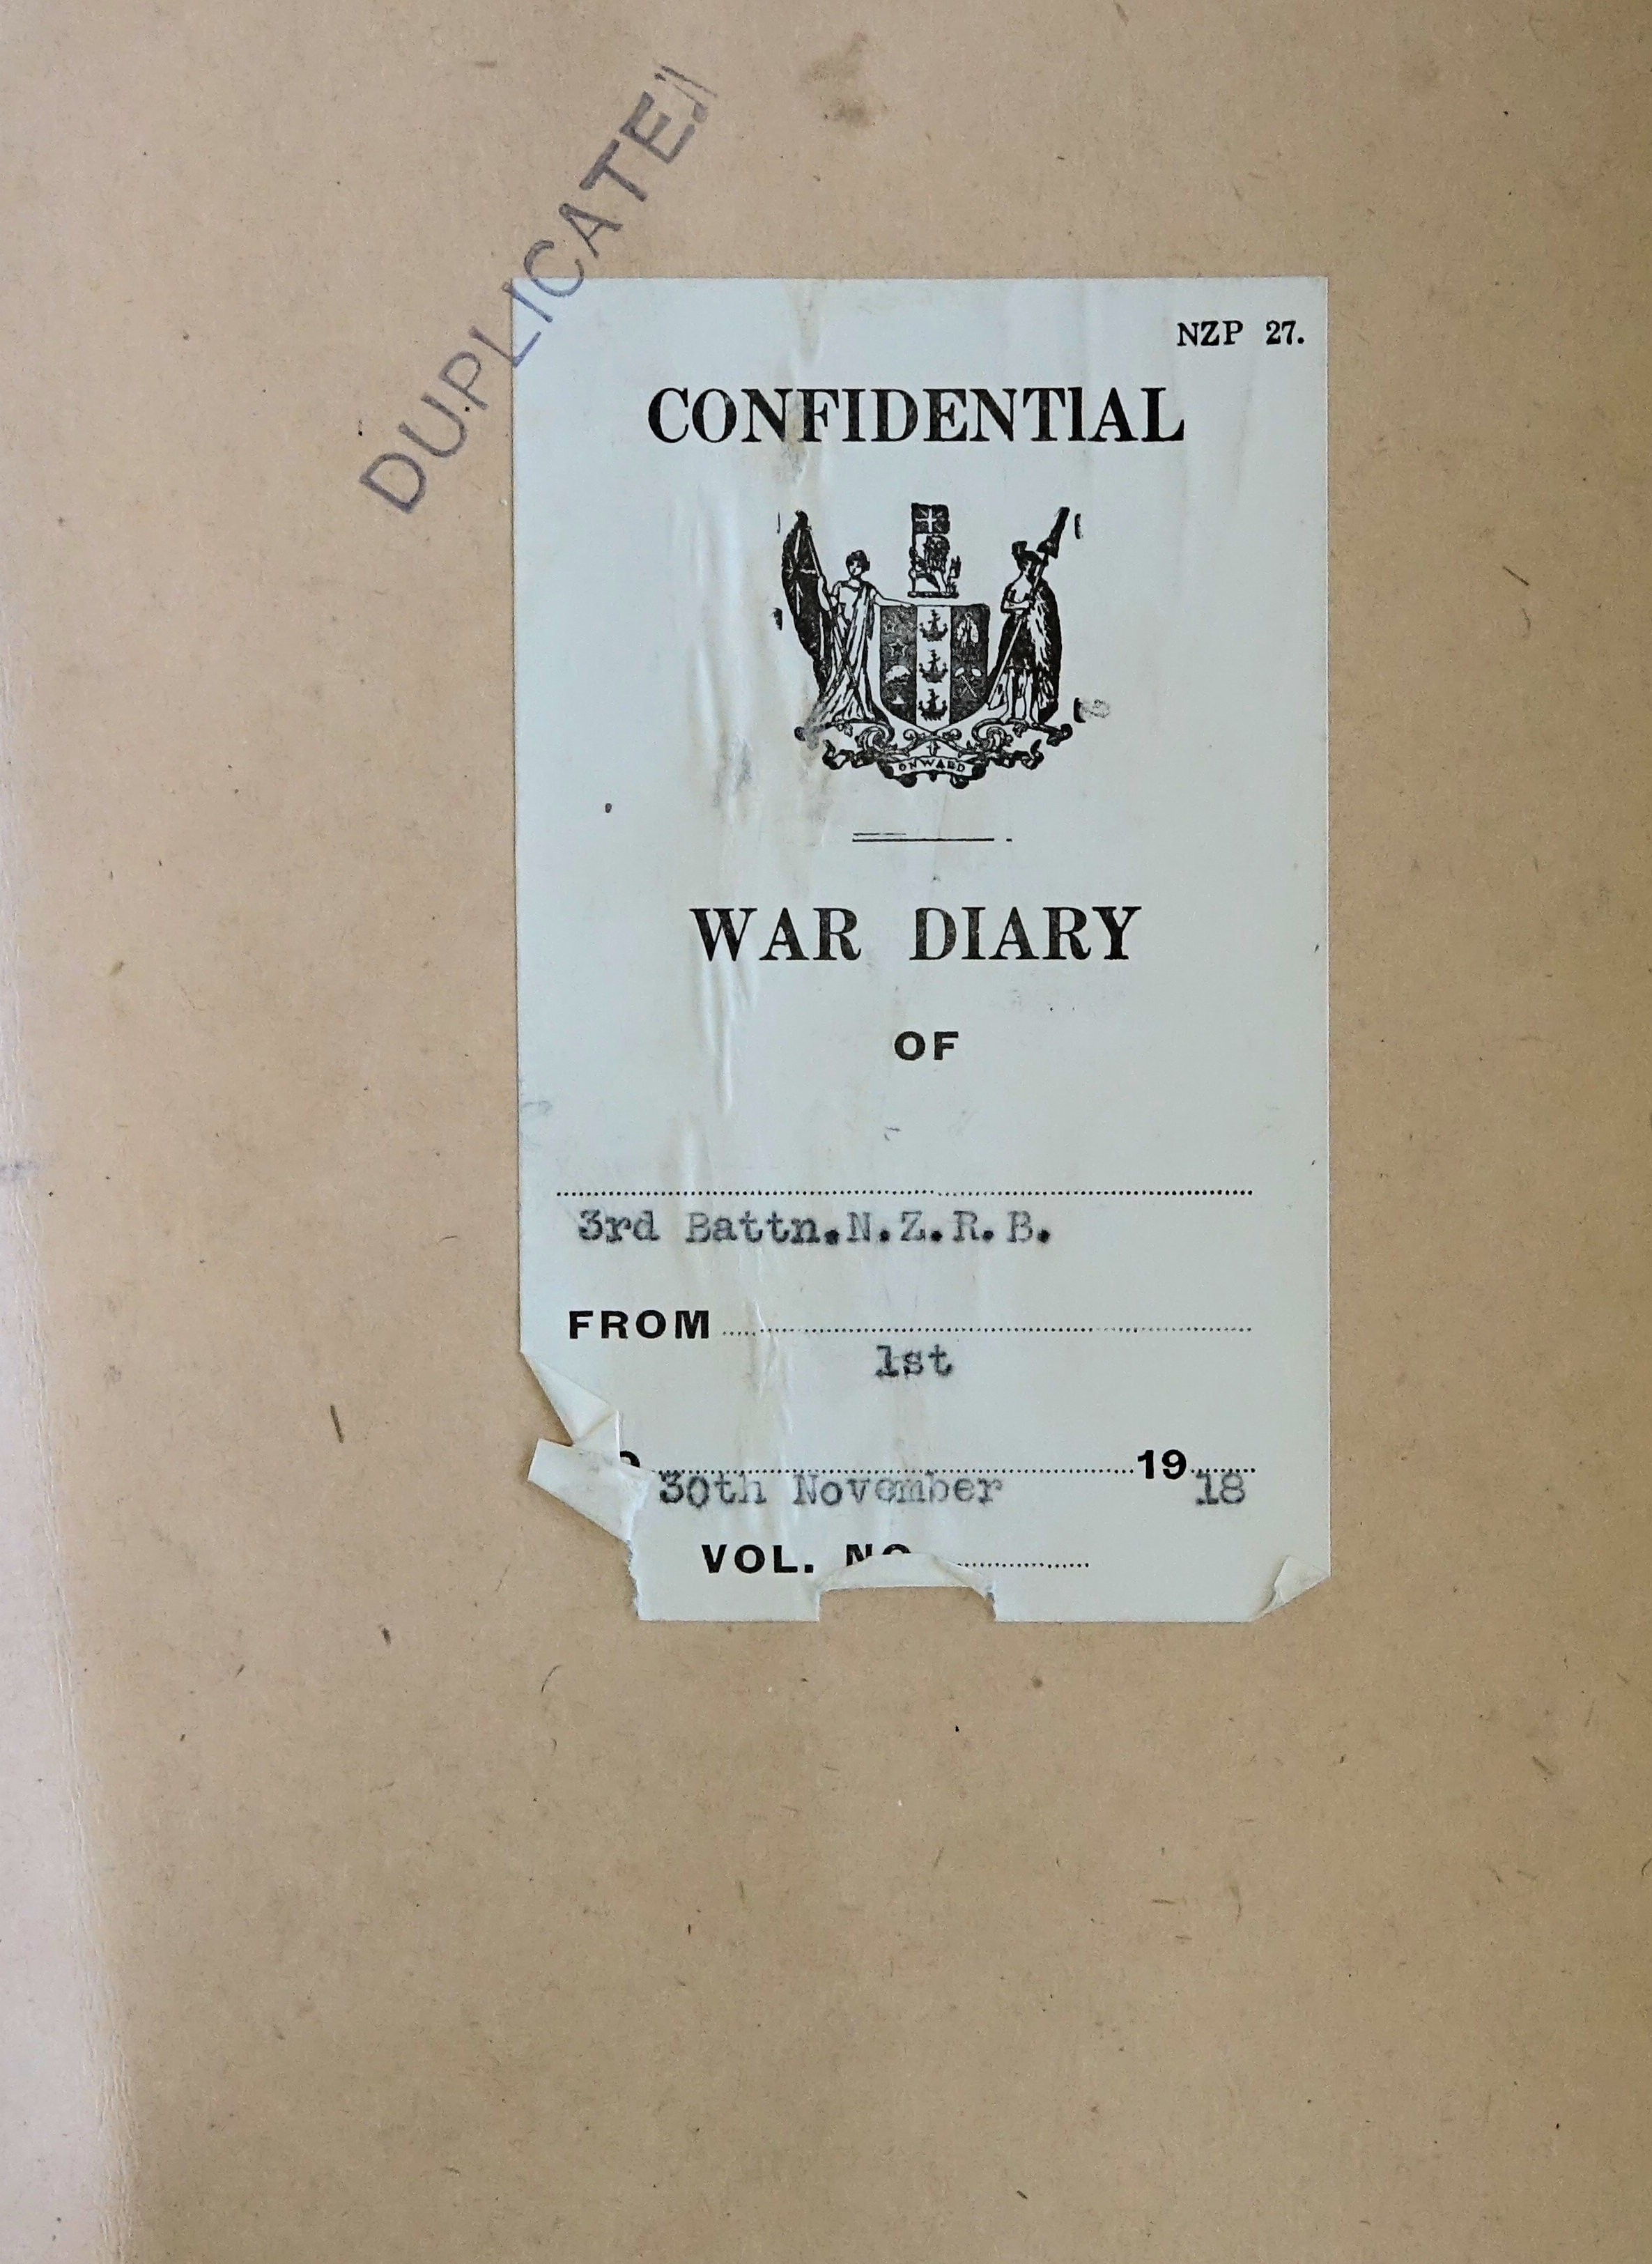 DUPLICATE
NZP 27.
CONFIDENTIAL
ONWARD
WAR DIARY
OF
3rd Battn.N.Z.R.B.
FROM
1st
19
30th November 18
VOL.